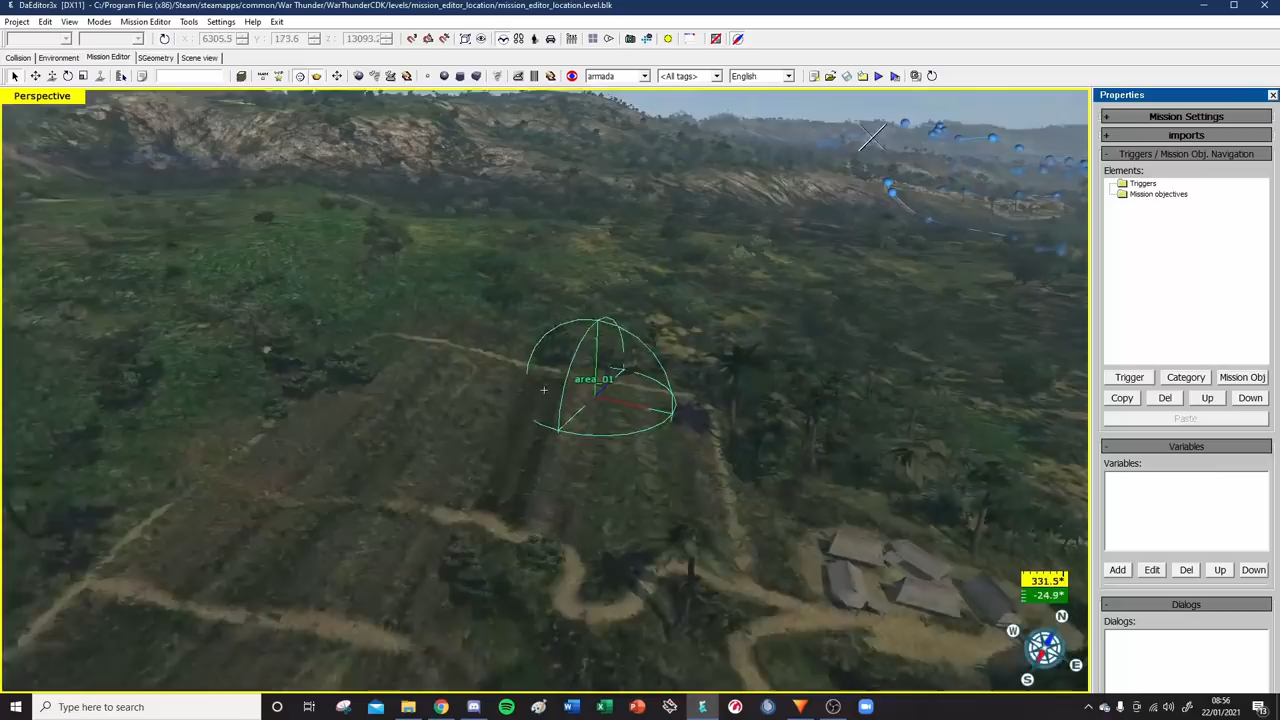 DaEditor3x [DX11] - C:/Program Files (x86)/Steam/steamapps/common/War Thunder/WarThunderCDK/levels/mission_editor_location/mission_editor_location.level.blk
Project Edit View Modes Mission Editor Tools Settings Help Exit
X : 6305.5 Y : 173.6 Z : 13093.2
Collision Environment Mission Editor SGeometry Scene view
armada <All tags> English
Perspective
Properties
+ Mission Settings
+ imports
- Triggers / Mission Obj. Navigation
Elements:
Triggers
Mission objectives
area_01
Trigger Category Mission Obj
Copy Del Up Down
Paste
- Variables
Variables:
Add Edit Del Up Down
331.5*
-24.9*
- Dialogs
Dialogs:
N
W
E
S
Type here to search
08:56
22/01/2021